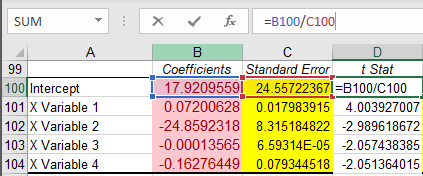 SUM fx =B100/C100
A B C D
99 Coefficients Standard Error t Stat
100 Intercept 17.9209559 24.55722367 =B100/C100
101 X Variable 1 0.07200628 0.017983915 4.003927007
102 X Variable 2 -24.8592318 8.315184822 -2.989618672
103 X Variable 3 -0.00013565 6.59314E-05 -2.057438385
104 X Variable 4 -0.16276449 0.079344518 -2.051364015